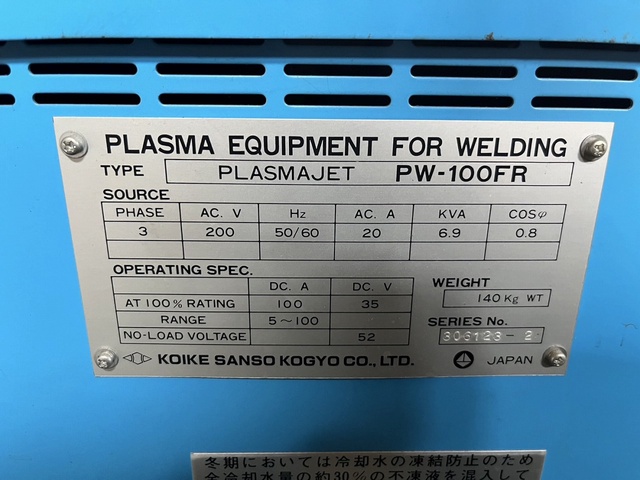 PLASMA EQUIPMENT FOR WELDING
TYPE PLASMAJET PW-100FR
SOURCE
PHASE AC. V Hz AC. A KVA COSφ
3 200 50/60 20 6.9 0.8
OPERATING SPEC.
DC. A DC. V
AT 100% RATING 100 35
RANGE 5~100
NO-LOAD VOLTAGE 52
WEIGHT
140Kg WT
SERIES No.
306123-2
KOIKE SANSO KOGYO CO., LTD.
JAPAN
冬期においては冷却水の凍結防止のため
全冷却水量の約30%の不凍液を混入して